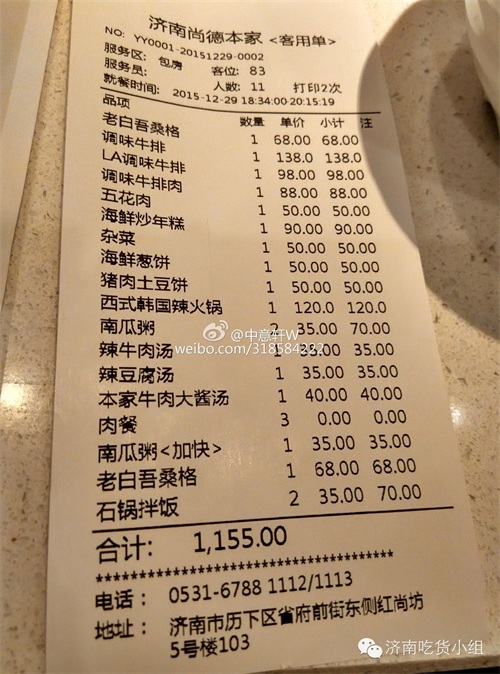 济南尚德本家 <客用单>
NO: YY0001-20151229-0002
服务区: 包房 客位: 83
服务员: 人数: 11 打印2次
就餐时间: 2015-12-29 18:34:00-20:15:19
品项 数量 单价 小计 注
老白吾桑格 1 68.00 68.00
调味牛排 1 138.0 138.0
LA调味牛排 1 98.00 98.00
调味牛排肉 1 88.00 88.00
五花肉 1 50.00 50.00
海鲜炒年糕 1 90.00 90.00
杂菜 1 50.00 50.00
海鲜葱饼 1 50.00 50.00
猪肉土豆饼 1 50.00 50.00
西式韩国辣火锅 1 120.0 120.0
南瓜粥 2 35.00 70.00
辣牛肉汤 35.00
辣豆腐汤 1 35.00 35.00
本家牛肉大酱汤 1 40.00 40.00
肉餐 3 0.00 0.00
南瓜粥<加快> 1 35.00 35.00
老白吾桑格 1 68.00 68.00
石锅拌饭 2 35.00 70.00
合计: 1,155.00
************************************
电话: 0531-6788 1112/1113
地址: 济南市历下区省府前街东侧红尚坊
5号楼103
@中意轩W
weibo.com/318584232
济南吃货小组